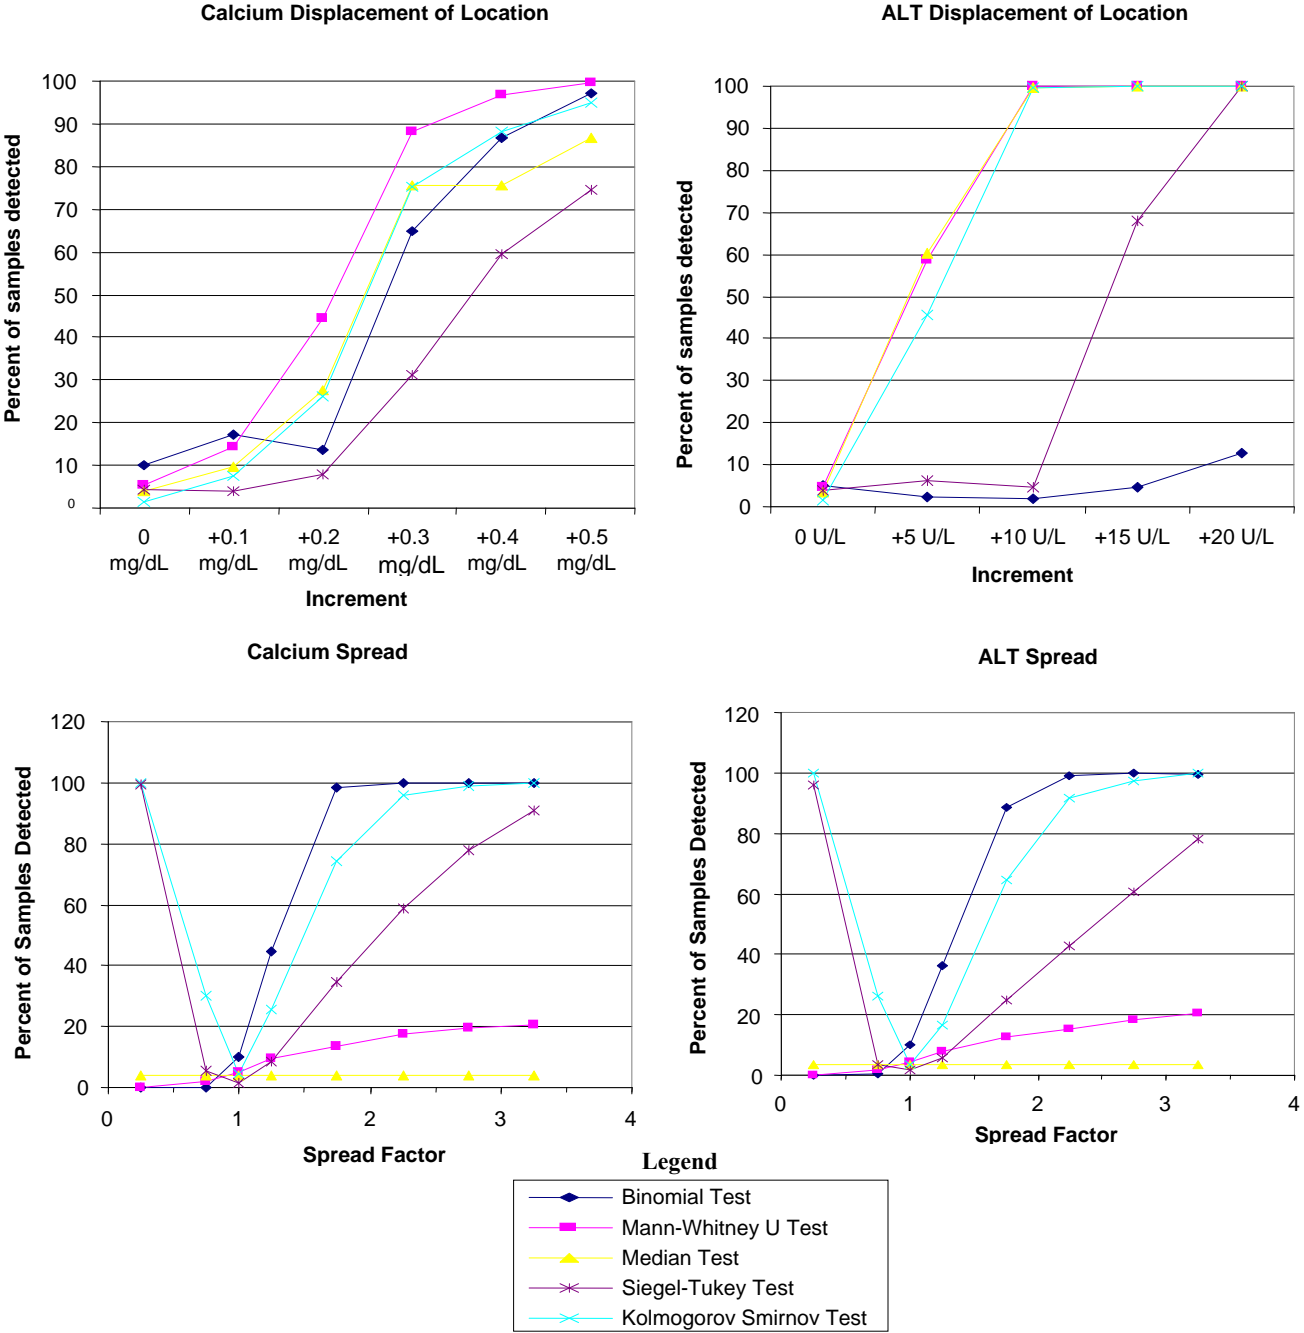 Calcium Displacement of Location
Percent of samples detected
100
90
80
70
60
50
40
30
20
10
0
0 mg/dL
+0.1 mg/dL
+0.2 mg/dL
+0.3 mg/dL
+0.4 mg/dL
+0.5 mg/dL
Increment
ALT Displacement of Location
Percent of samples detected
100
90
80
70
60
50
40
30
20
10
0
0 U/L
+5 U/L
+10 U/L
+15 U/L
+20 U/L
Increment
Calcium Spread
Percent of Samples Detected
120
100
80
60
40
20
0
0
1
2
3
4
Spread Factor
ALT Spread
Percent of Samples Detected
120
100
80
60
40
20
0
0
1
2
3
4
Spread Factor
Legend
Binomial Test
Mann-Whitney U Test
Median Test
Siegel-Tukey Test
Kolmogorov Smirnov Test